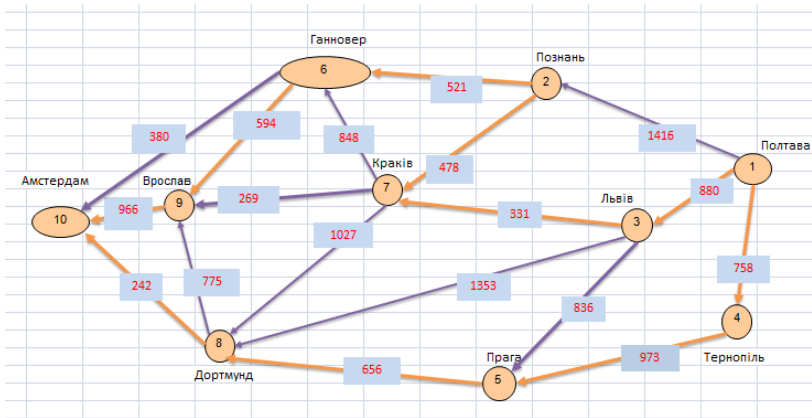 Ганновер
6
Познань
2
521
380
594
848
478
1416
Полтава
1
Амстердам
Врослав
Краків
7
880
Львів
9
269
10
966
331
3
1027
242
775
1353
758
836
4
8
Прага
973
Тернопіль
Дортмунд
656
5